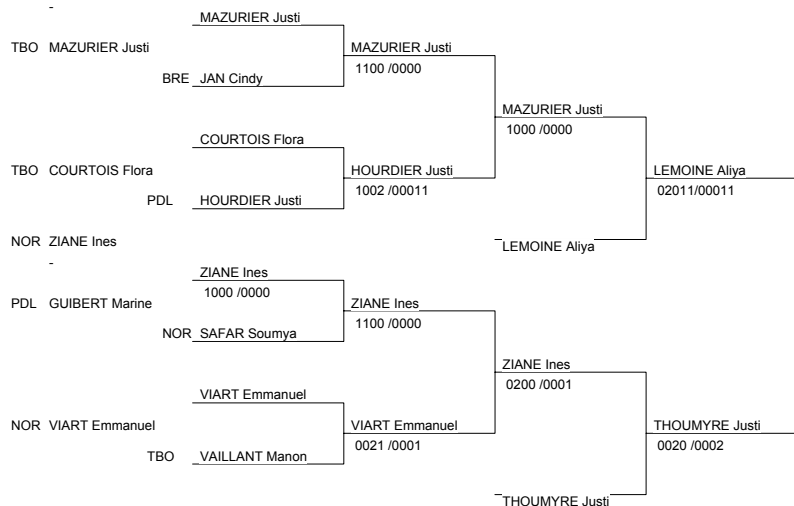 -
MAZURIER Justi
TBO MAZURIER Justi
MAZURIER Justi
1100 /0000
BRE JAN Cindy
MAZURIER Justi
1000 /0000
COURTOIS Flora
TBO COURTOIS Flora
HOURDIER Justi
1002 /00011
LEMOINE Aliya
02011/00011
PDL HOURDIER Justi
NOR ZIANE Ines
LEMOINE Aliya
-
ZIANE Ines
1000 /0000
PDL GUIBERT Marine
ZIANE Ines
1100 /0000
NOR SAFAR Soumya
ZIANE Ines
0200 /0001
VIART Emmanuel
NOR VIART Emmanuel
VIART Emmanuel
0021 /0001
THOUMYRE Justi
0020 /0002
TBO VAILLANT Manon
THOUMYRE Justi